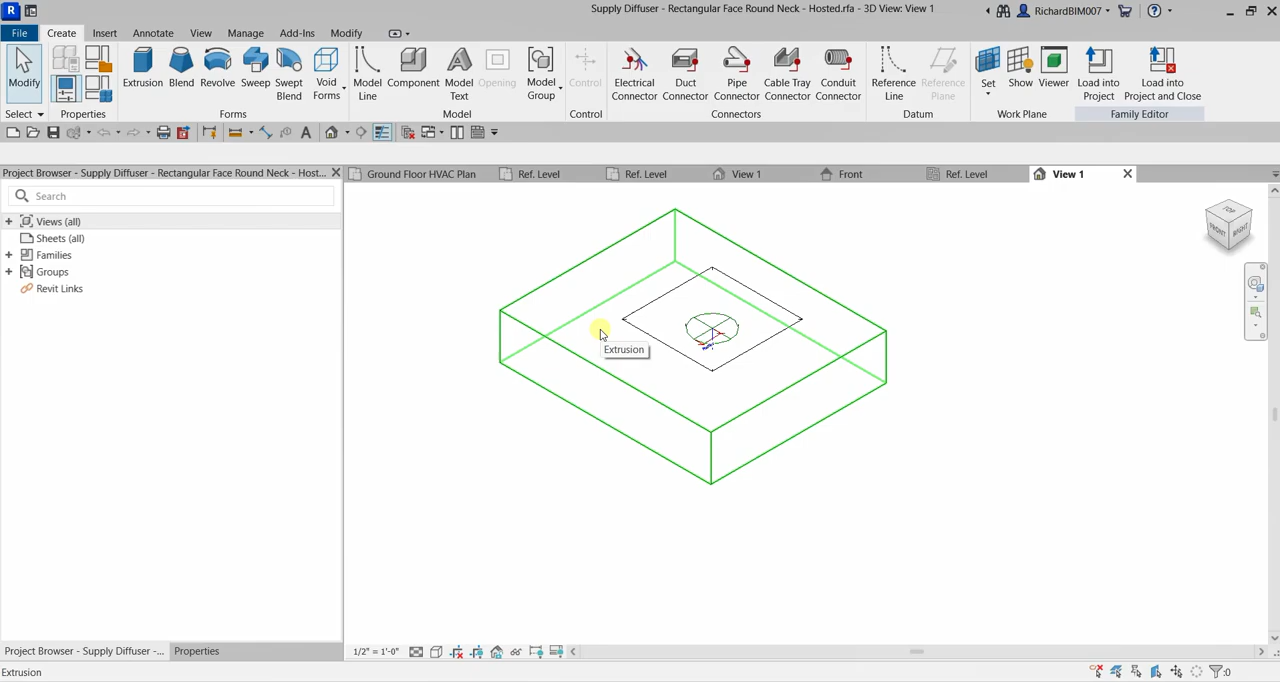 R
Supply Diffuser - Rectangular Face Round Neck - Hosted.rfa - 3D View: View 1
RichardBIM007
File Create Insert Annotate View Manage Add-Ins Modify
Modify
Extrusion Blend Revolve Sweep Swept Blend Void Forms
Model Line Component Model Text Opening Model Group
Control
Electrical Connector Duct Connector Pipe Connector Cable Tray Connector Conduit Connector
Reference Line Reference Plane
Set Show Viewer
Load into Project Load into Project and Close
Select Properties Forms Model Control Connectors Datum Work Plane Family Editor
Project Browser - Supply Diffuser - Rectangular Face Round Neck - Host...
Ground Floor HVAC Plan Ref. Level Ref. Level View 1 Front Ref. Level View 1
Search
Views (all)
Sheets (all)
Families
Groups
Revit Links
TOP
FRONT
RIGHT
Extrusion
Project Browser - Supply Diffuser -... Properties
1/2" = 1'-0"
Extrusion
:0